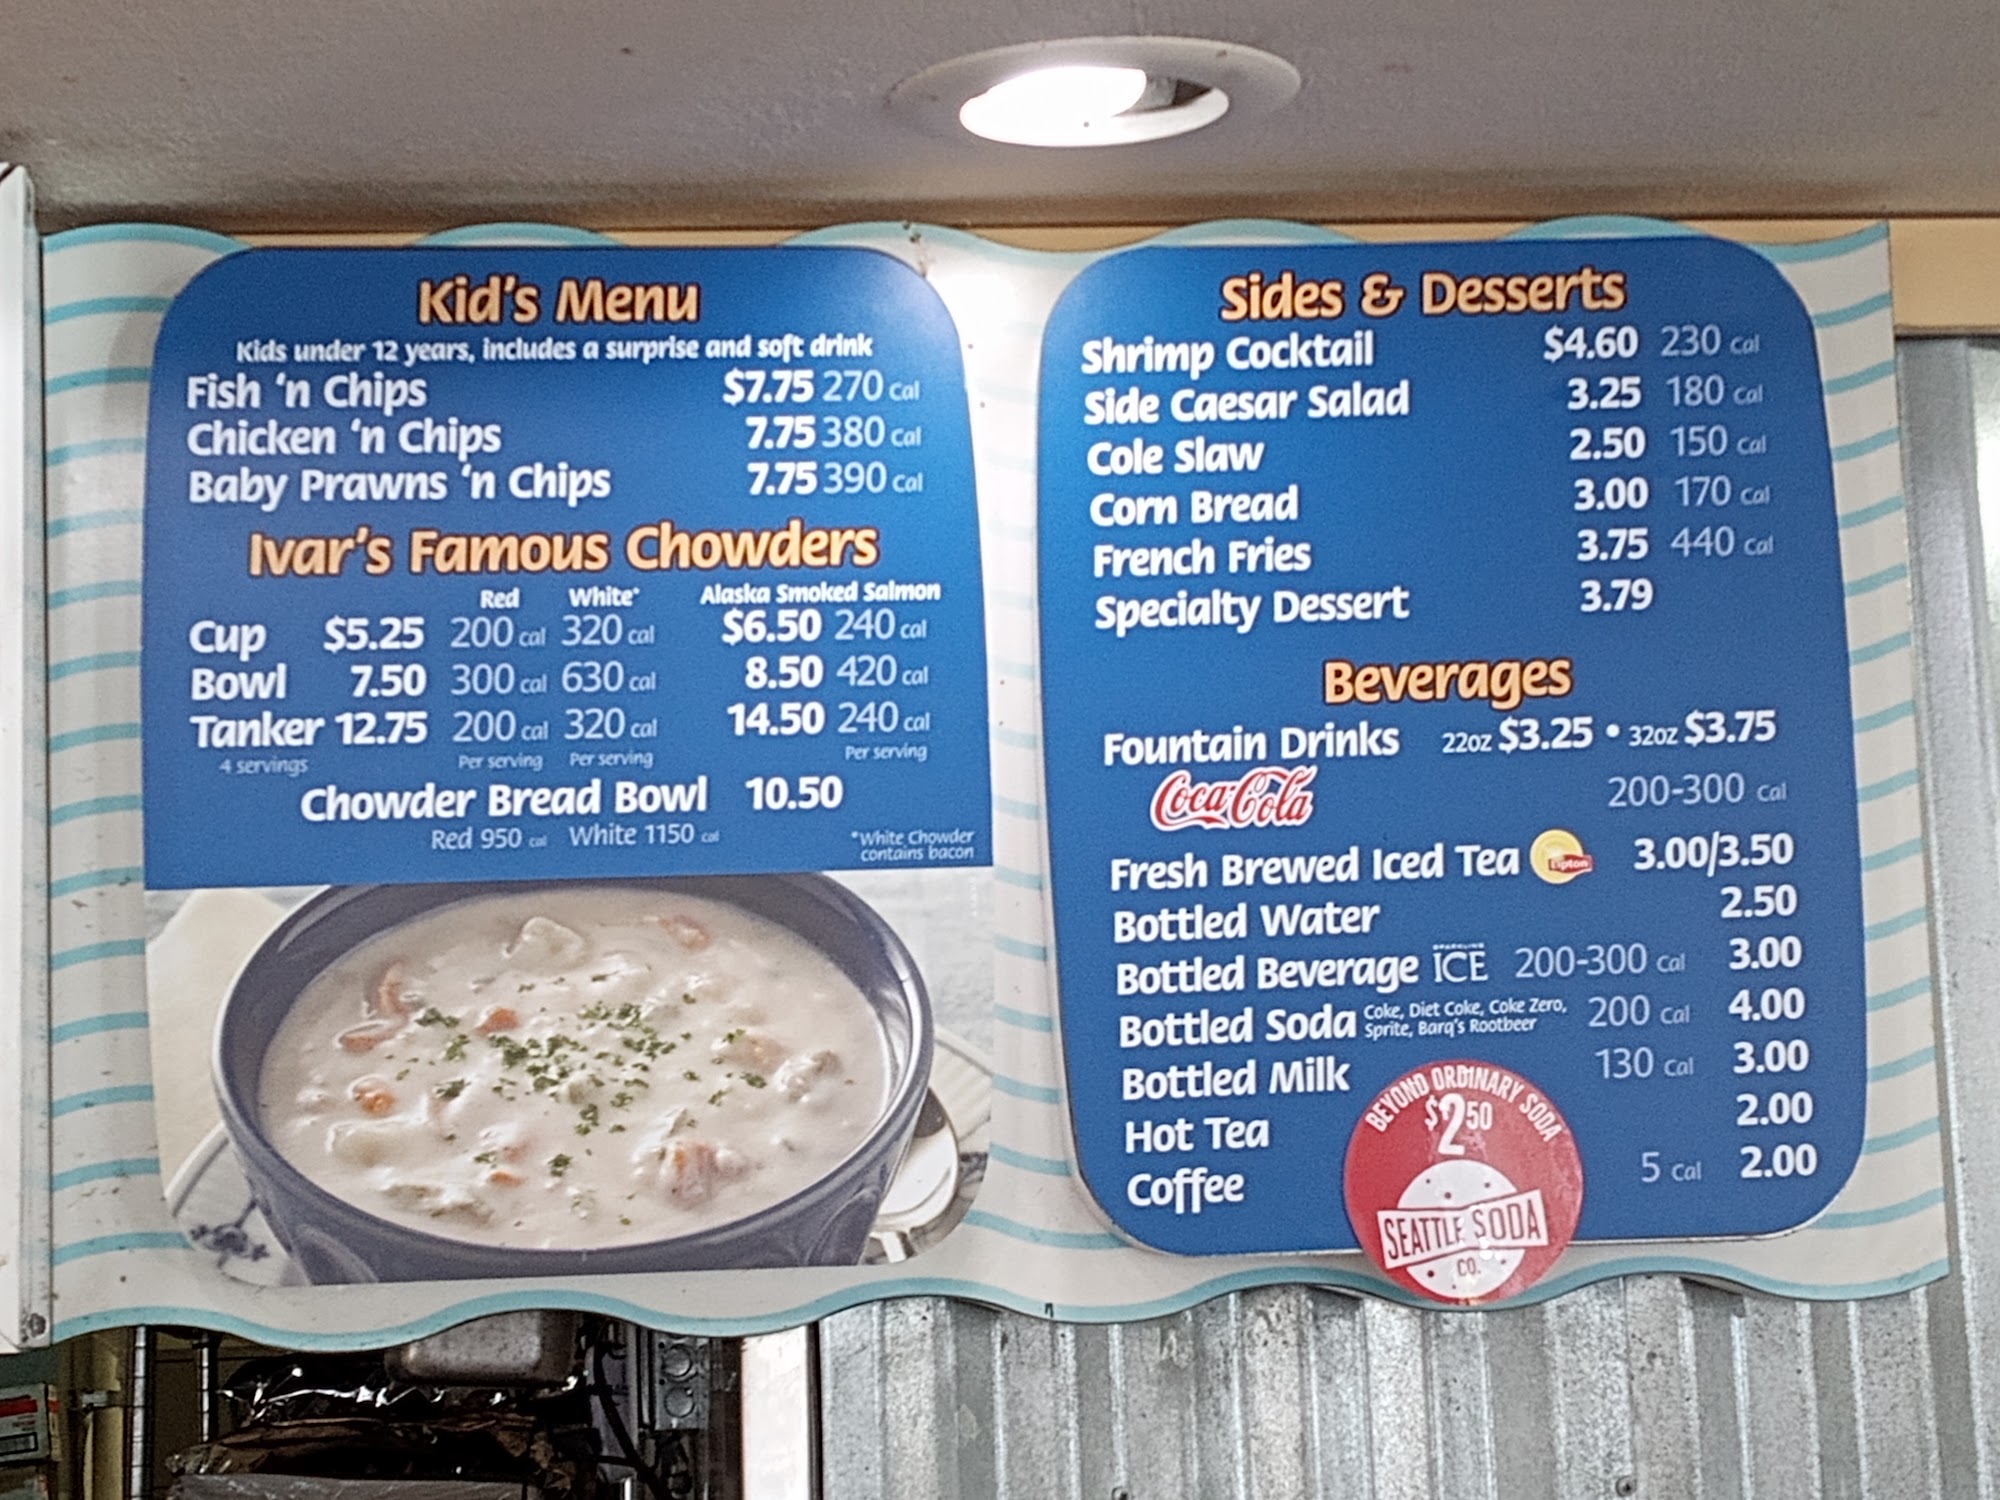 Kid's Menu
Kids under 12 years, includes a surprise and soft drink
Fish 'n Chips $7.75 270 Cal
Chicken 'n Chips 7.75 380 Cal
Baby Prawns 'n Chips 7.75 390 Cal
Ivar's Famous Chowders
Red White* Alaska Smoked Salmon
Cup $5.25 200 cal 320 cal $6.50 240 cal
Bowl 7.50 300 cal 630 cal 8.50 420 cal
Tanker 12.75 200 cal 320 cal 14.50 240 cal
4 servings Per serving Per serving Per serving
Chowder Bread Bowl 10.50
Red 950 cal White 1150 cal
*White Chowder
contains bacon
Sides & Desserts
Shrimp Cocktail $4.60 230 Cal
Side Caesar Salad 3.25 180 Cal
Cole Slaw 2.50 150 Cal
Corn Bread 3.00 170 Cal
French Fries 3.75 440 Cal
Specialty Dessert 3.79
Beverages
Fountain Drinks 22oz $3.25 • 32oz $3.75
Coca-Cola 200-300 Cal
Fresh Brewed Iced Tea Lipton 3.00/3.50
Bottled Water 2.50
Bottled Beverage SPARKLING ICE 200-300 Cal 3.00
Bottled Soda Coke, Diet Coke, Coke Zero, Sprite, Barq's Rootbeer 200 Cal 4.00
Bottled Milk 130 Cal 3.00
Hot Tea 2.00
Coffee 5 Cal 2.00
BEYOND ORDINARY SODA
$2.50
SEATTLE SODA
CO.